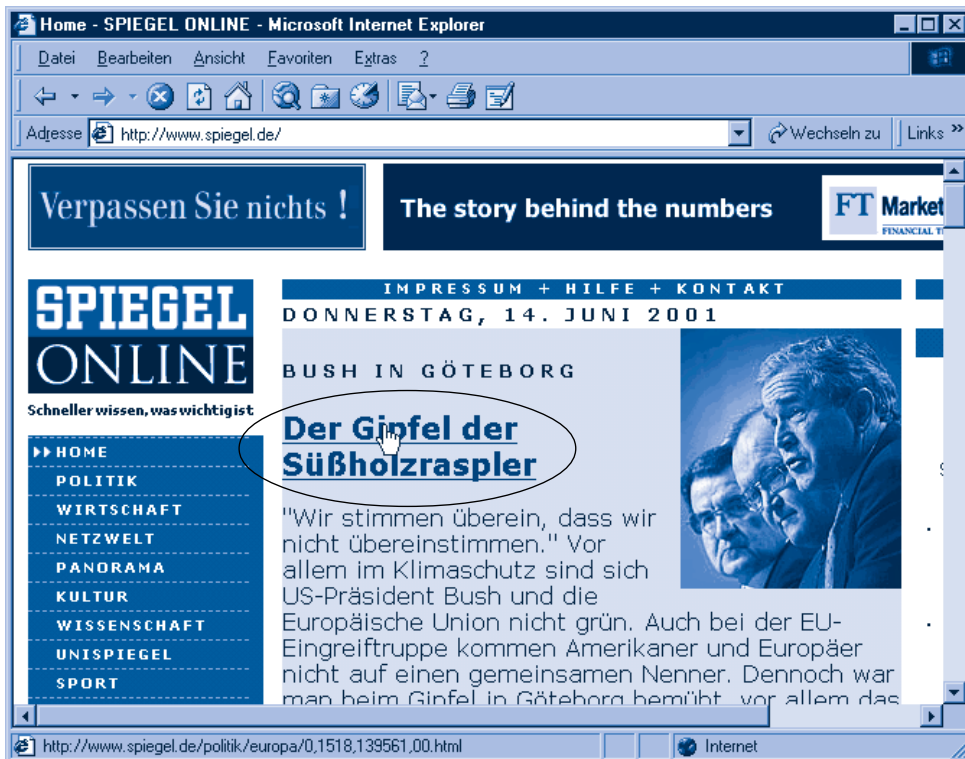 Home - SPIEGEL ONLINE - Microsoft Internet Explorer
Datei Bearbeiten Ansicht Favoriten Extras ?
Adresse http://www.spiegel.de/ Wechseln zu Links »
Verpassen Sie nichts !
The story behind the numbers
FT Market
FINANCIAL T
IMPRESSUM + HILFE + KONTAKT
DONNERSTAG, 14. JUNI 2001
SPIEGEL
ONLINE
Schneller wissen, was wichtig ist
HOME
POLITIK
WIRTSCHAFT
NETZWELT
PANORAMA
KULTUR
WISSENSCHAFT
UNISPIEGEL
SPORT
BUSH IN GÖTEBORG
Der Gipfel der
Süßholzraspler
"Wir stimmen überein, dass wir
nicht übereinstimmen." Vor
allem im Klimaschutz sind sich
US-Präsident Bush und die
Europäische Union nicht grün. Auch bei der EU-
Eingreiftruppe kommen Amerikaner und Europäer
nicht auf einen gemeinsamen Nenner. Dennoch war
man beim Gipfel in Göteborg bemüht, vor allem das
http://www.spiegel.de/politik/europa/0,1518,139561,00.html
Internet